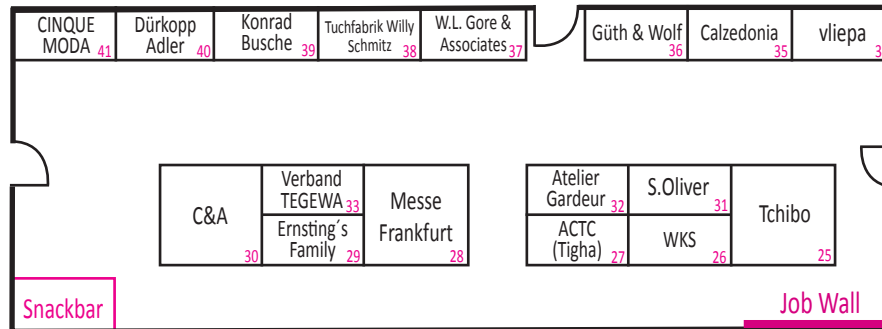 CINQUE
MODA 41
Dürkopp
Adler 40
Konrad
Busche 39
Tuchfabrik Willy
Schmitz 38
W.L. Gore &
Associates 37
Güth & Wolf
36
Calzedonia
35
vliepa
C&A
30
Verband
TEGEWA 33
Ernsting´s
Family 29
Messe
Frankfurt
28
Atelier
Gardeur 32
S.Oliver
31
ACTC
(Tigha) 27
WKS
26
Tchibo
25
Snackbar
Job Wall